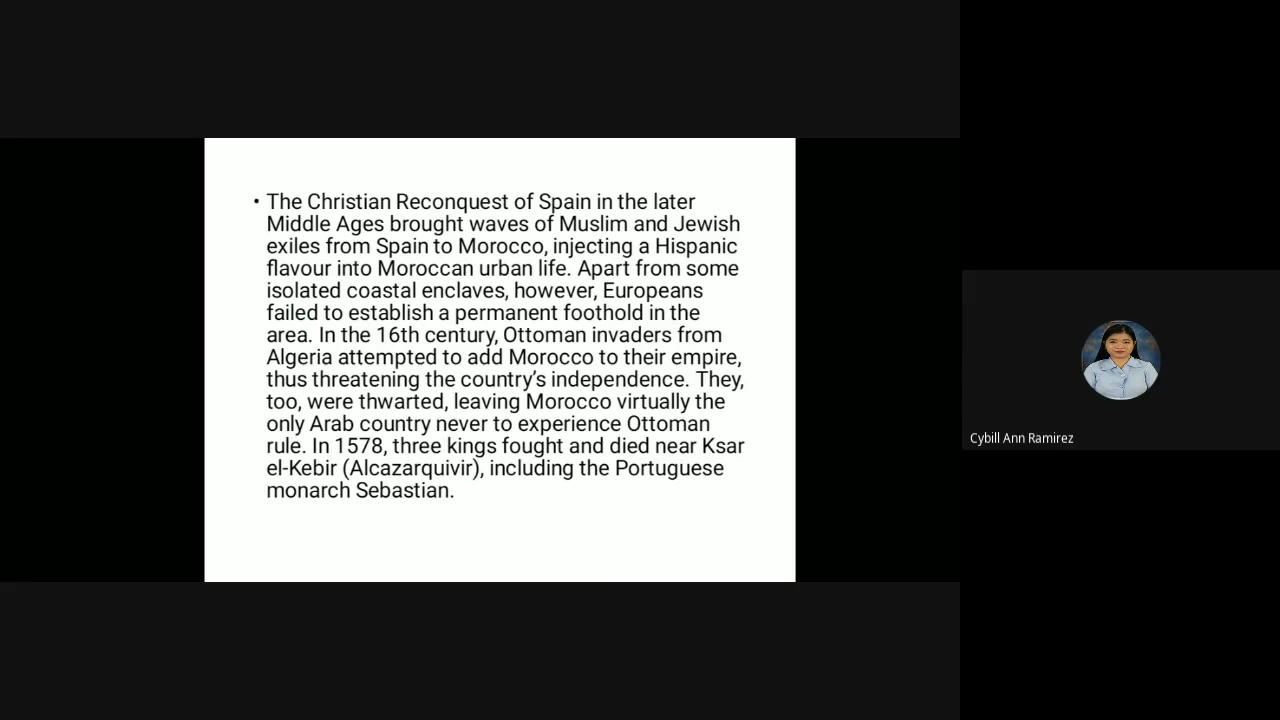 • The Christian Reconquest of Spain in the later
Middle Ages brought waves of Muslim and Jewish
exiles from Spain to Morocco, injecting a Hispanic
flavour into Moroccan urban life. Apart from some
isolated coastal enclaves, however, Europeans
failed to establish a permanent foothold in the
area. In the 16th century, Ottoman invaders from
Algeria attempted to add Morocco to their empire,
thus threatening the country’s independence. They,
too, were thwarted, leaving Morocco virtually the
only Arab country never to experience Ottoman
rule. In 1578, three kings fought and died near Ksar
el-Kebir (Alcazarquivir), including the Portuguese
monarch Sebastian.
Cybill Ann Ramirez